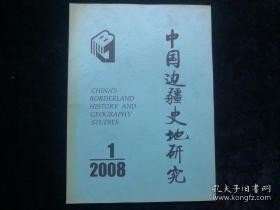 中国边疆史地研究
CHINA'S
BORDERLAND
HISTORY AND
GEOGRAPHY
STUDIES
1
2008
孔夫子旧书网